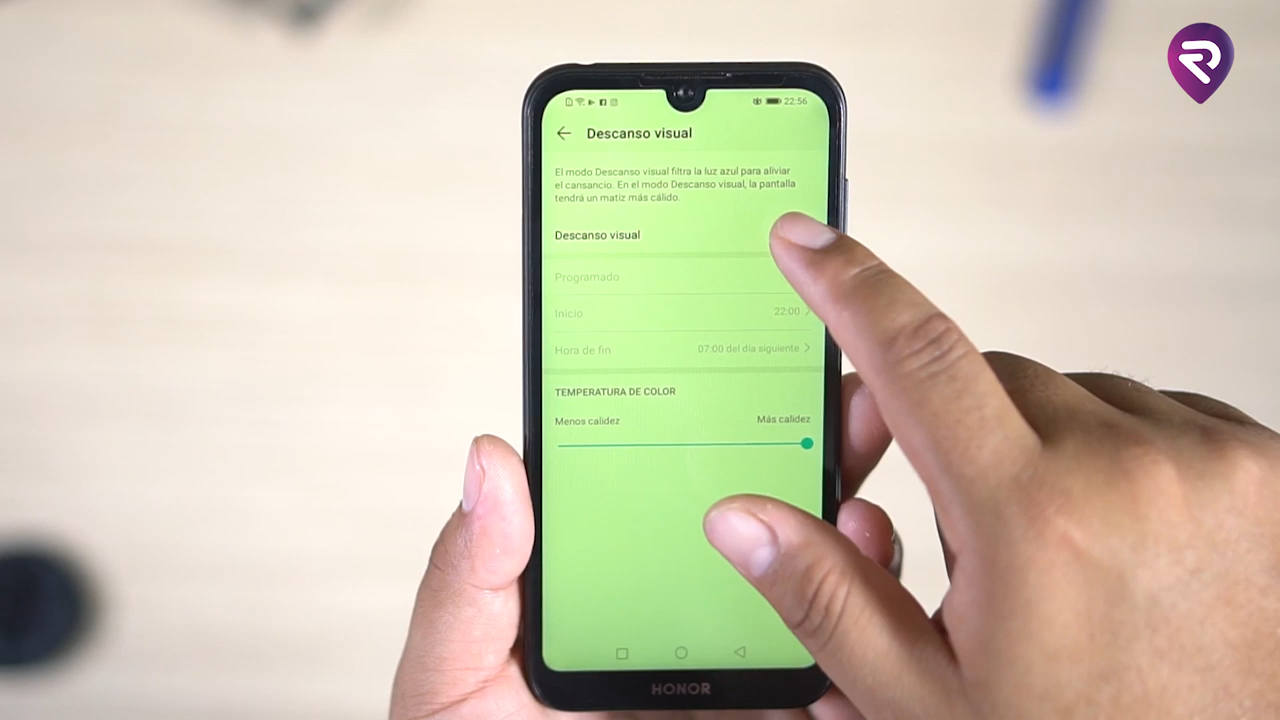 22:56
Descanso visual
El modo Descanso visual filtra la luz azul para aliviar
el cansancio. En el modo Descanso visual, la pantalla
tendrá un matiz más cálido.
Descanso visual
Programado
Inicio 22:00
Hora de fin 07:00 del día siguiente
TEMPERATURA DE COLOR
Menos calidez Más calidez
HONOR